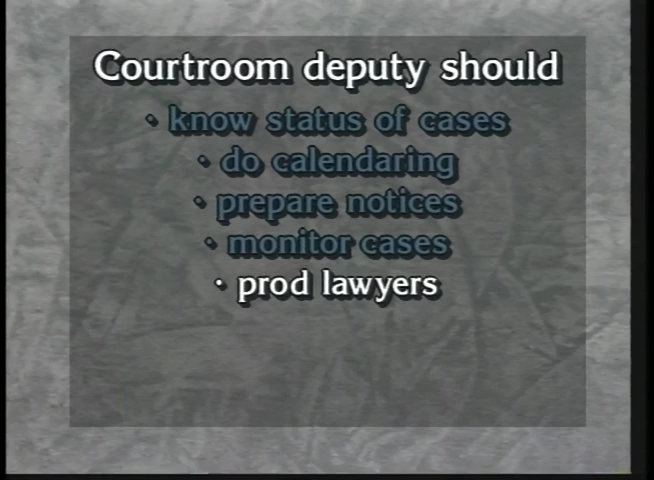 Courtroom deputy should
· know status of cases
· do calendaring
· prepare notices
· monitor cases
· prod lawyers